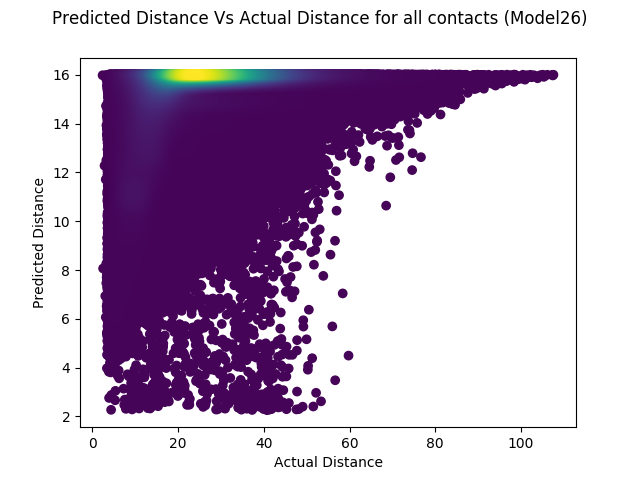 Predicted Distance Vs Actual Distance for all contacts (Model26)
16
14
12
10
8
6
4
2
Predicted Distance
0 20 40 60 80 100
Actual Distance